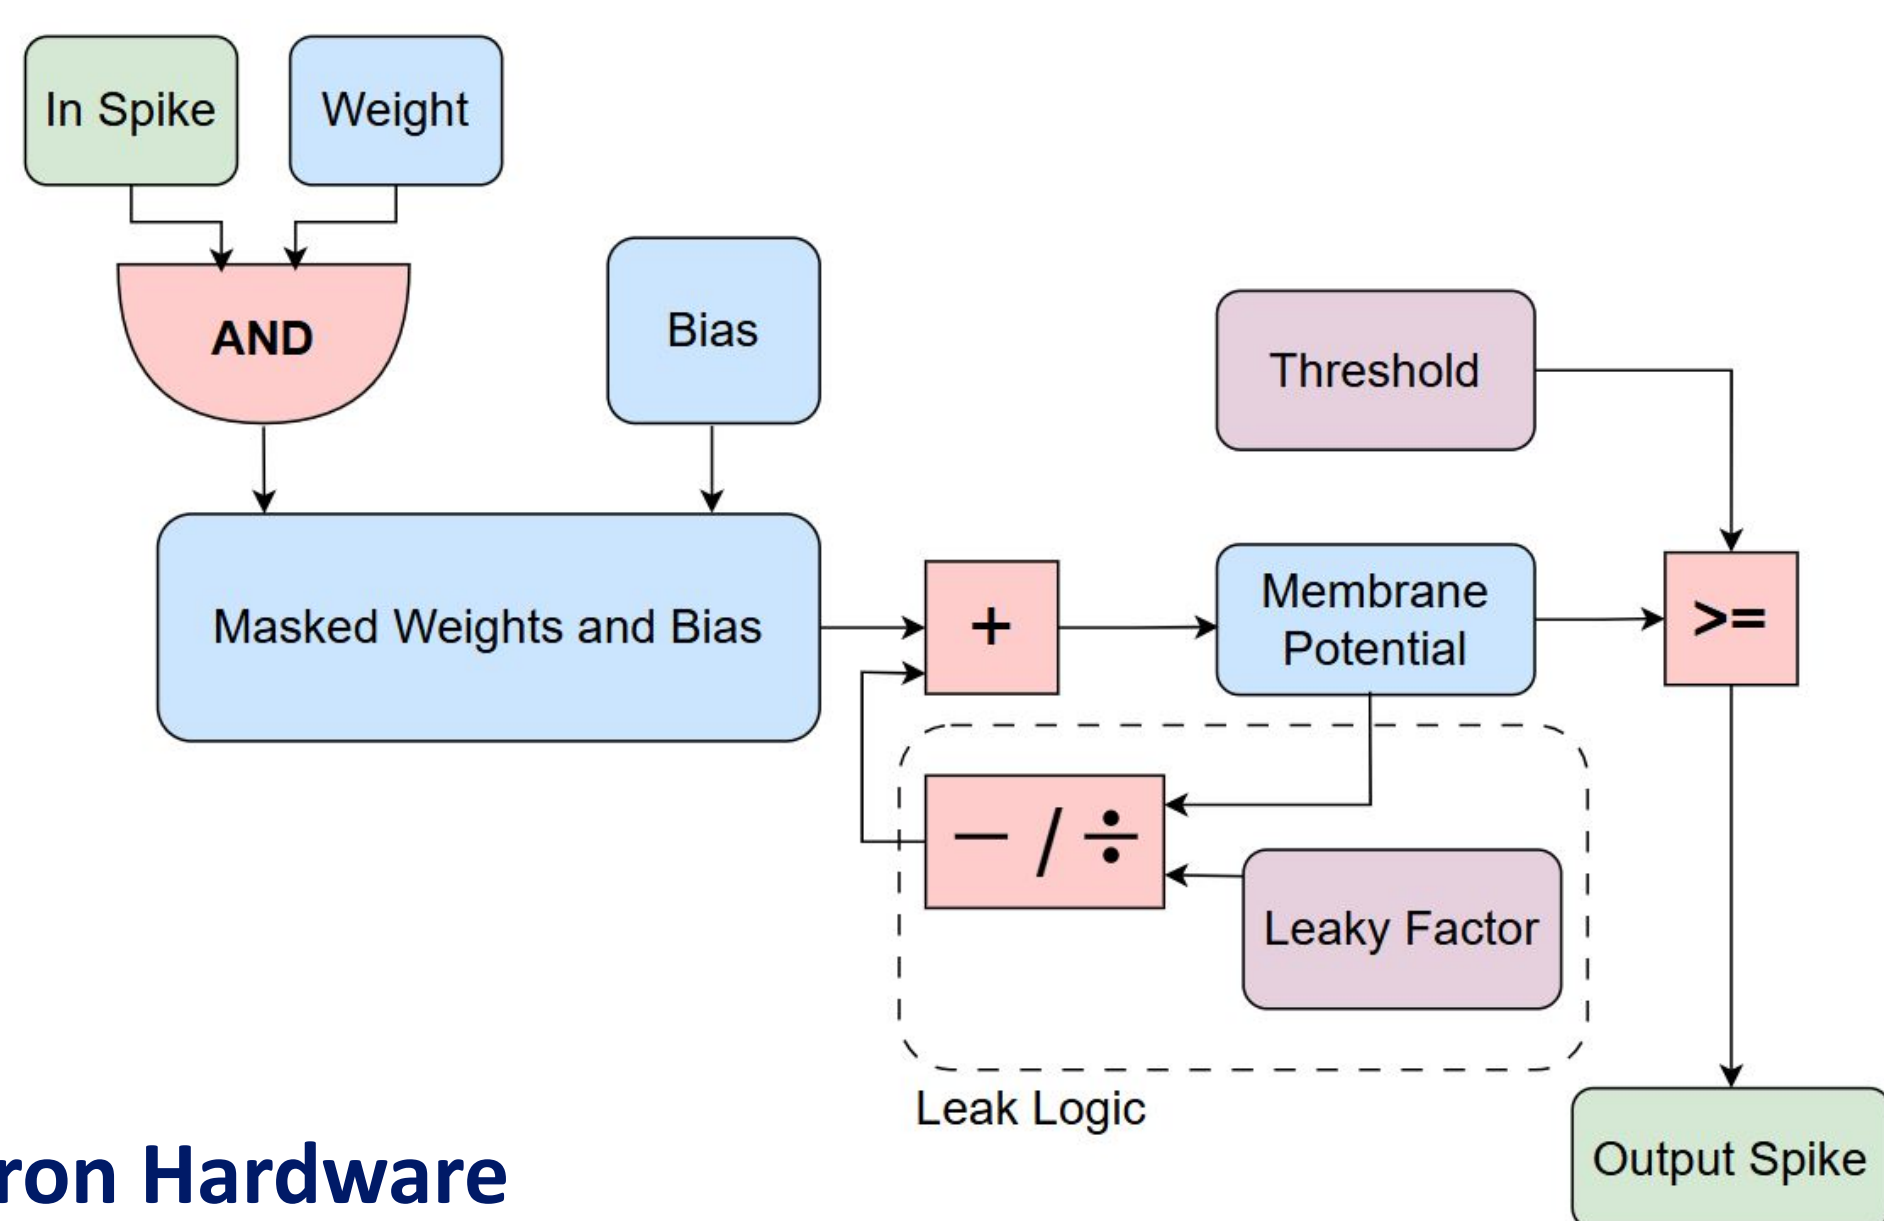 In Spike
Weight
AND
Bias
Threshold
Masked Weights and Bias
+
Membrane
Potential
>=
− / ÷
Leaky Factor
Leak Logic
Output Spike
ron Hardware